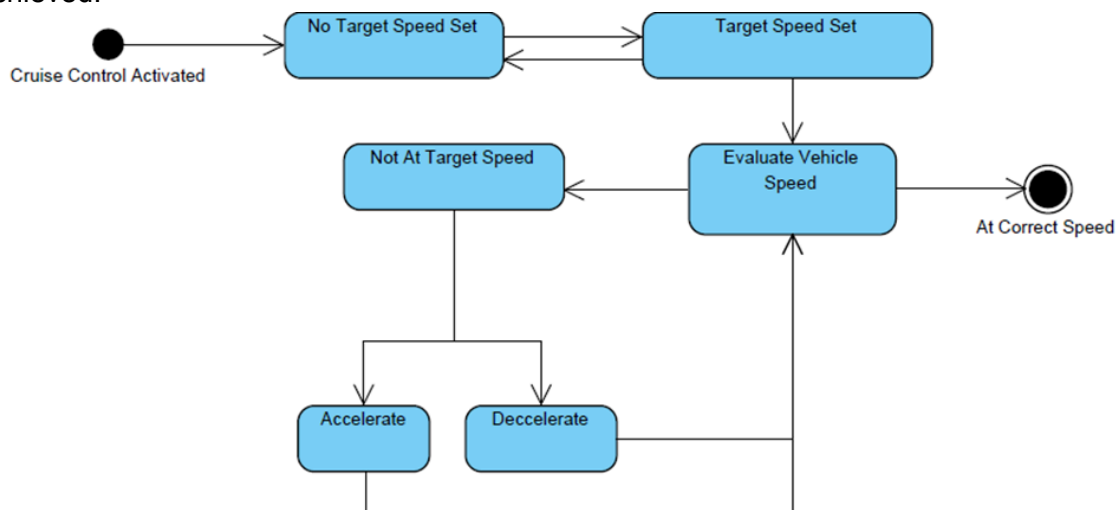 chieved.
No Target Speed Set
Target Speed Set
Cruise Control Activated
Not At Target Speed
Evaluate Vehicle
Speed
At Correct Speed
Accelerate
Deccelerate